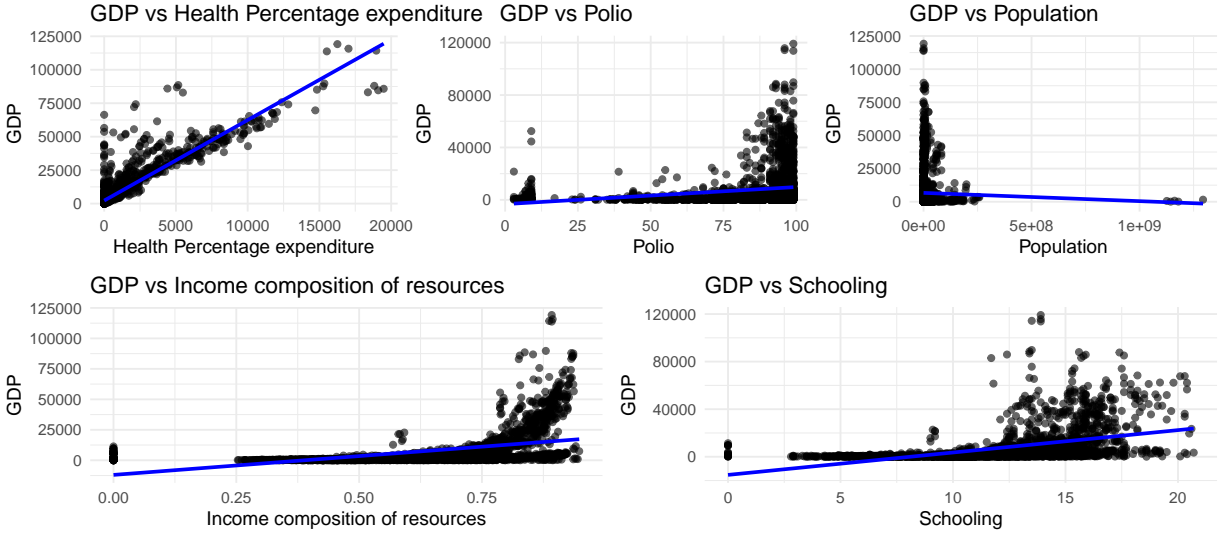 GDP vs Health Percentage expenditure
125000
100000
75000
50000
25000
0
GDP
0 5000 10000 15000 20000
Health Percentage expenditure
GDP vs Polio
120000
80000
40000
0
GDP
0 25 50 75 100
Polio
GDP vs Population
125000
100000
75000
50000
25000
0
GDP
0e+00 5e+08 1e+09
Population
GDP vs Income composition of resources
125000
100000
75000
50000
25000
0
GDP
0.00 0.25 0.50 0.75
Income composition of resources
GDP vs Schooling
120000
80000
40000
0
GDP
0 5 10 15 20
Schooling